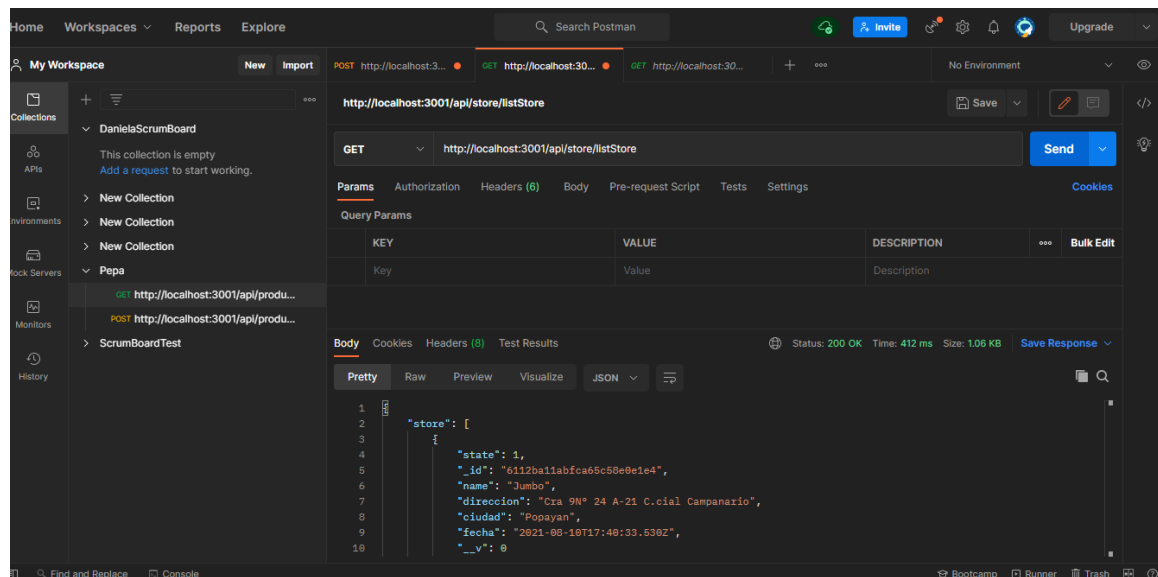 Home Workspaces Reports Explore Search Postman Invite Upgrade
My Workspace New Import POST http://localhost:3... GET http://localhost:30... GET http://localhost:30... No Environment
Collections
APIs
Environments
Mock Servers
Monitors
History
DanielaScrumBoard
This collection is empty
Add a request to start working.
New Collection
New Collection
New Collection
Pepa
GET http://localhost:3001/api/produ...
POST http://localhost:3001/api/produ...
ScrumBoardTest
http://localhost:3001/api/store/listStore Save
GET http://localhost:3001/api/store/listStore Send
Params Authorization Headers (6) Body Pre-request Script Tests Settings Cookies
Query Params
KEY VALUE DESCRIPTION Bulk Edit
Key Value Description
Body Cookies Headers (8) Test Results Status: 200 OK Time: 412 ms Size: 1.06 KB Save Response
Pretty Raw Preview Visualize JSON
1 {
2 "store": [
3 {
4 "state": 1,
5 "_id": "6112ba11abfca65c58e0e1e4",
6 "name": "Jumbo",
7 "direccion": "Cra 9Nº 24 A-21 C.cial Campanario",
8 "ciudad": "Popayan",
9 "fecha": "2021-08-10T17:40:33.530Z",
10 "__v": 0
Find and Replace Console Bootcamp Runner Trash